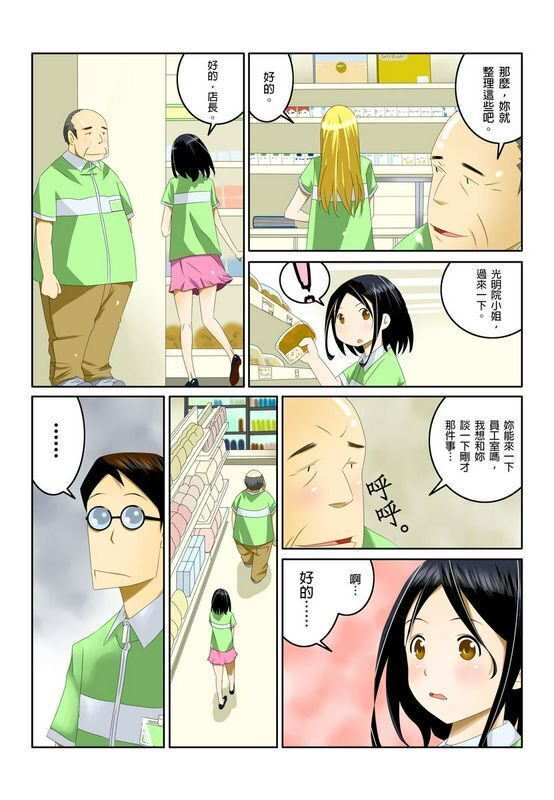 那麼，妳就
整理這些吧。
好的。
好的，店長。
光明院小姐，
過來一下。
！
妳能來一下
員工室嗎，
我想和妳
談一下剛才
那件事…
呼呼。
啊…
好的……
……